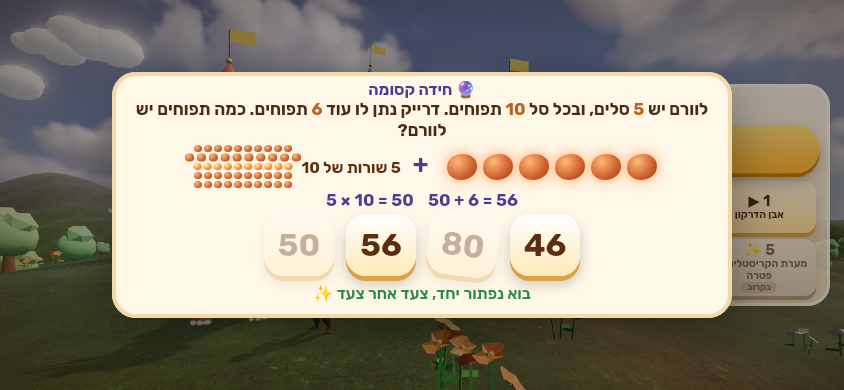 🔮 חידה קסומה
לוורם יש 5 סלים, ובכל סל 10 תפוחים. דרייק נתן לו עוד 6 תפוחים. כמה תפוחים יש
לוורם?
5 שורות של 10 +
5 × 10 = 50   50 + 6 = 56
50 56 80 46
בוא נפתור יחד, צעד אחר צעד ✨
▶ 1
אבן הדרקון
5 ✨
מערת הקריסטלים
פטרה
בקרוב